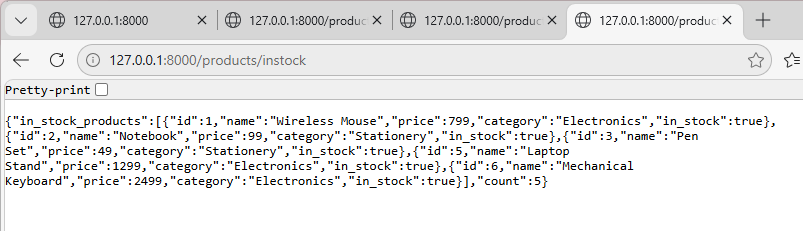 127.0.0.1:8000
127.0.0.1:8000/produc
127.0.0.1:8000/produc
127.0.0.1:8000/produc
127.0.0.1:8000/products/instock
Pretty-print
{"in_stock_products":[{"id":1,"name":"Wireless Mouse","price":799,"category":"Electronics","in_stock":true},
{"id":2,"name":"Notebook","price":99,"category":"Stationery","in_stock":true},{"id":3,"name":"Pen
Set","price":49,"category":"Stationery","in_stock":true},{"id":5,"name":"Laptop
Stand","price":1299,"category":"Electronics","in_stock":true},{"id":6,"name":"Mechanical
Keyboard","price":2499,"category":"Electronics","in_stock":true}],"count":5}